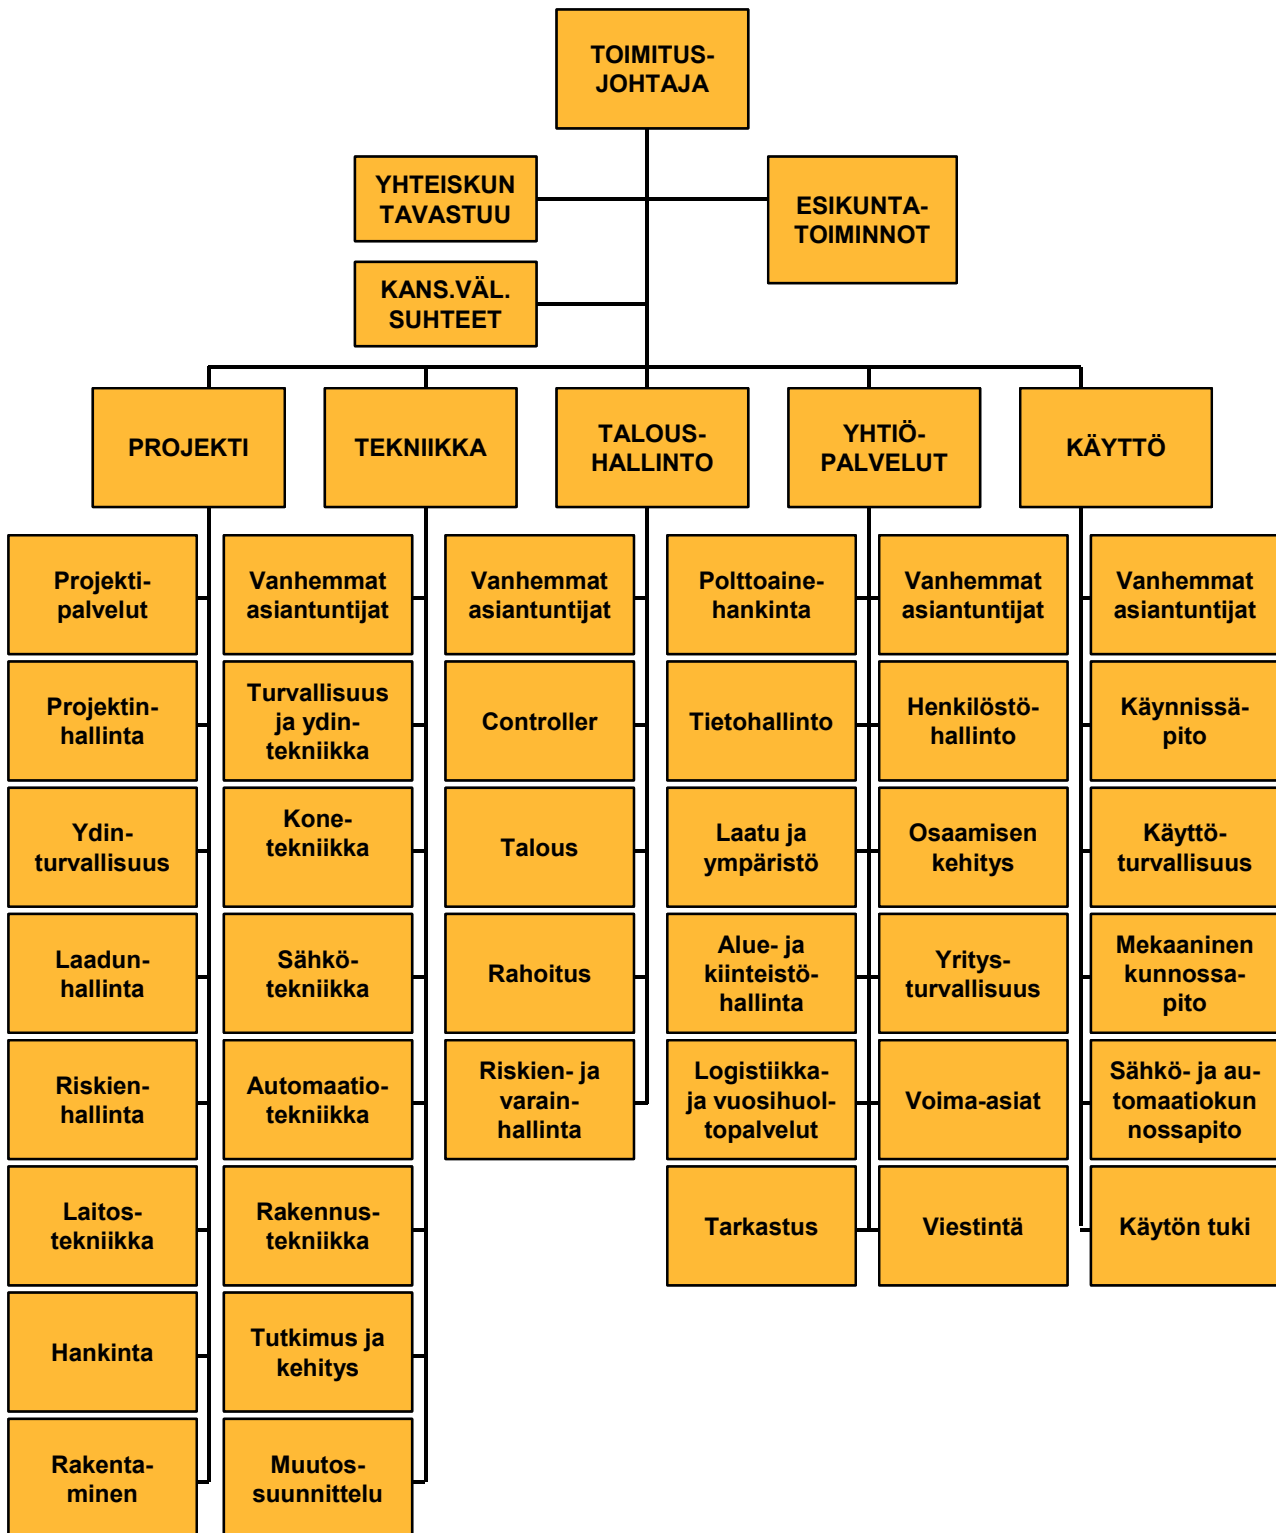 TOIMITUS-
JOHTAJA
YHTEISKUN
TAVASTUU
ESIKUNTA-
TOIMINNOT
KANS.VÄL.
SUHTEET
PROJEKTI
TEKNIIKKA
TALOUS-
HALLINTO
YHTIÖ-
PALVELUT
KÄYTTÖ
Projekti-
palvelut
Vanhemmat
asiantuntijat
Vanhemmat
asiantuntijat
Polttoaine-
hankinta
Vanhemmat
asiantuntijat
Vanhemmat
asiantuntijat
Projektin-
hallinta
Turvallisuus
ja ydin-
tekniikka
Controller
Tietohallinto
Henkilöstö-
hallinto
Käynnissä-
pito
Ydin-
turvallisuus
Kone-
tekniikka
Talous
Laatu ja
ympäristö
Osaamisen
kehitys
Käyttö-
turvallisuus
Laadun-
hallinta
Sähkö-
tekniikka
Rahoitus
Alue- ja
kiinteistö-
hallinta
Yritys-
turvallisuus
Mekaaninen
kunnossa-
pito
Riskien-
hallinta
Automaatio-
tekniikka
Riskien- ja
varain-
hallinta
Logistiikka-
ja vuosihuol-
topalvelut
Voima-asiat
Sähkö- ja au-
tomaatiokun
nossapito
Laitos-
tekniikka
Rakennus-
tekniikka
Tarkastus
Viestintä
Käytön tuki
Hankinta
Tutkimus ja
kehitys
Rakenta-
minen
Muutos-
suunnittelu